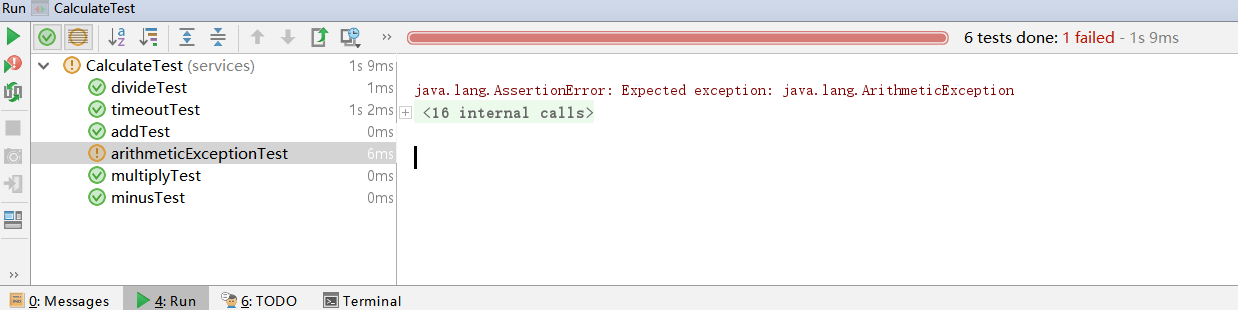 Run CalculateTest
6 tests done: 1 failed - 1s 9ms
CalculateTest (services) 1s 9ms
divideTest 1ms
timeoutTest 1s 2ms
addTest 0ms
arithmeticExceptionTest 6ms
multiplyTest 0ms
minusTest 0ms
java.lang.AssertionError: Expected exception: java.lang.ArithmeticException
<16 internal calls>
0: Messages 4: Run 6: TODO Terminal